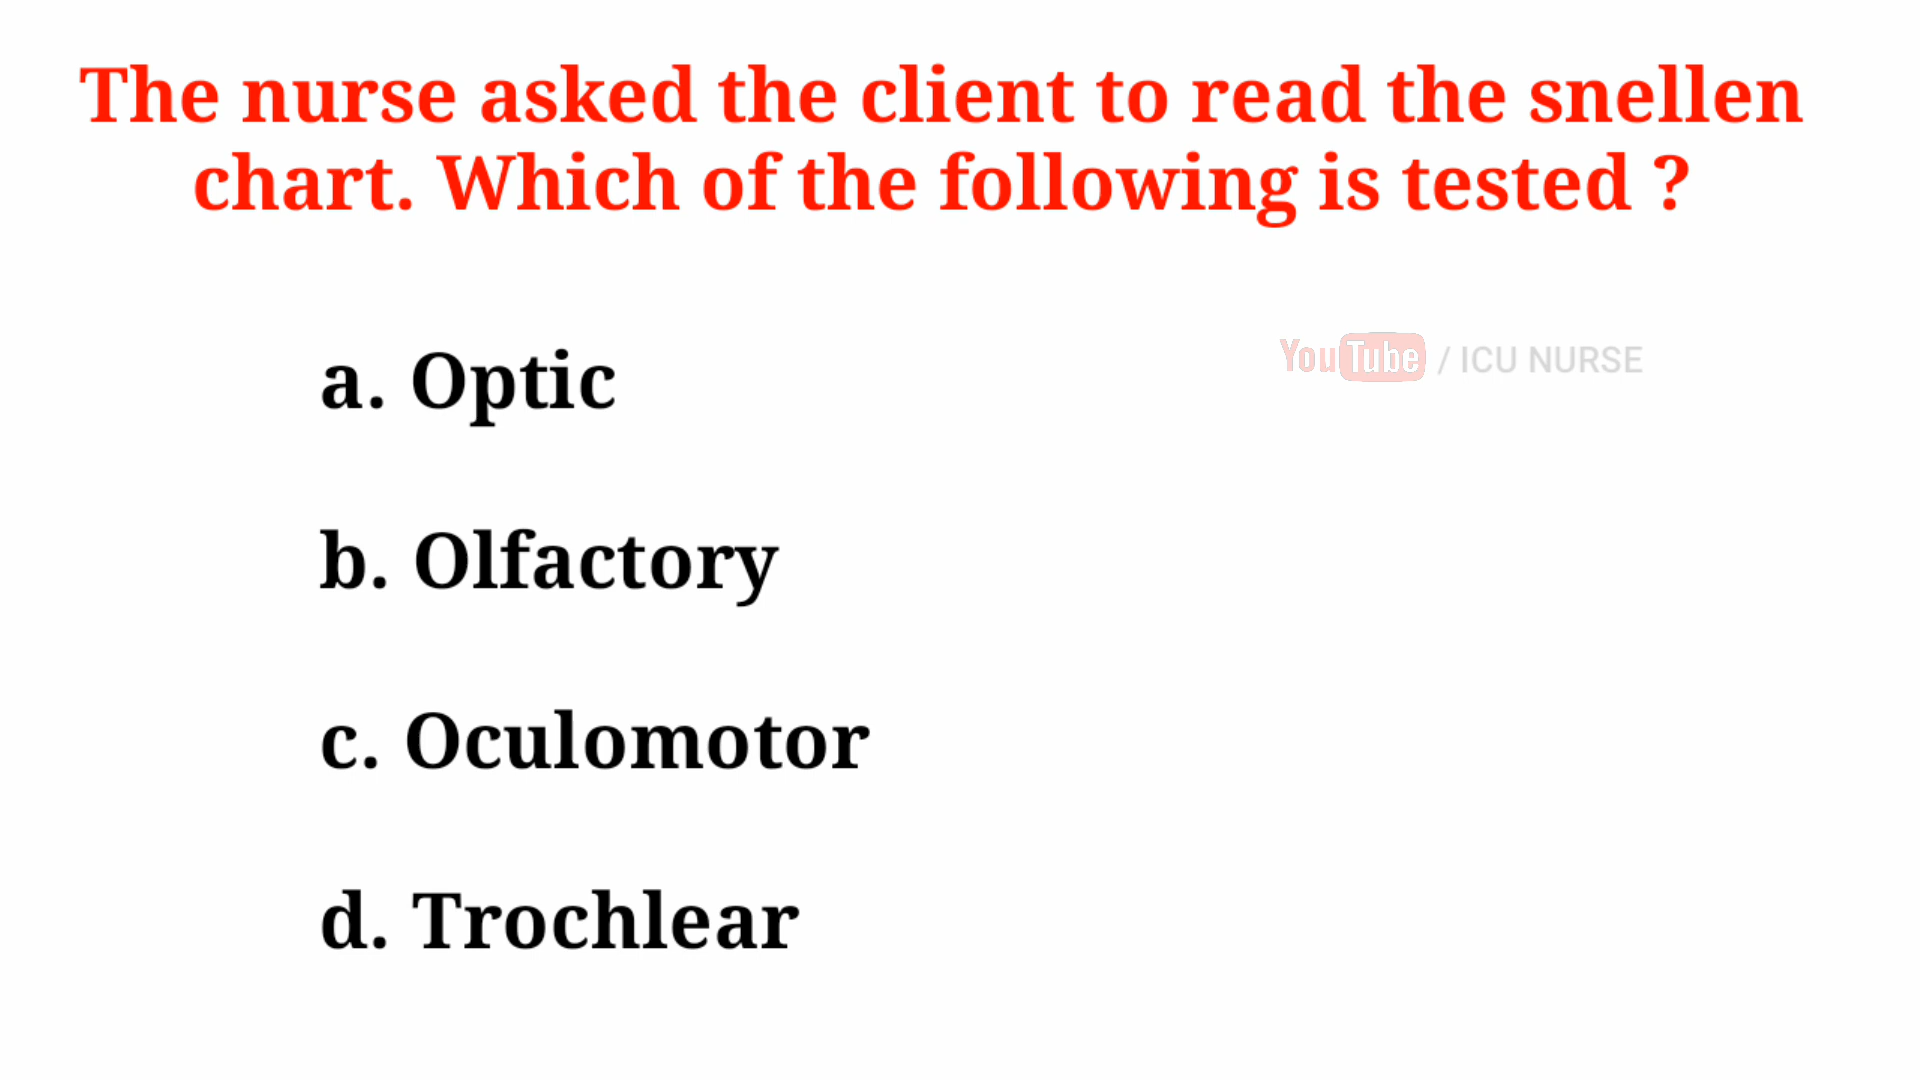 The nurse asked the client to read the snellen
chart. Which of the following is tested ?
a. Optic
YouTube / ICU NURSE
b. Olfactory
c. Oculomotor
d. Trochlear